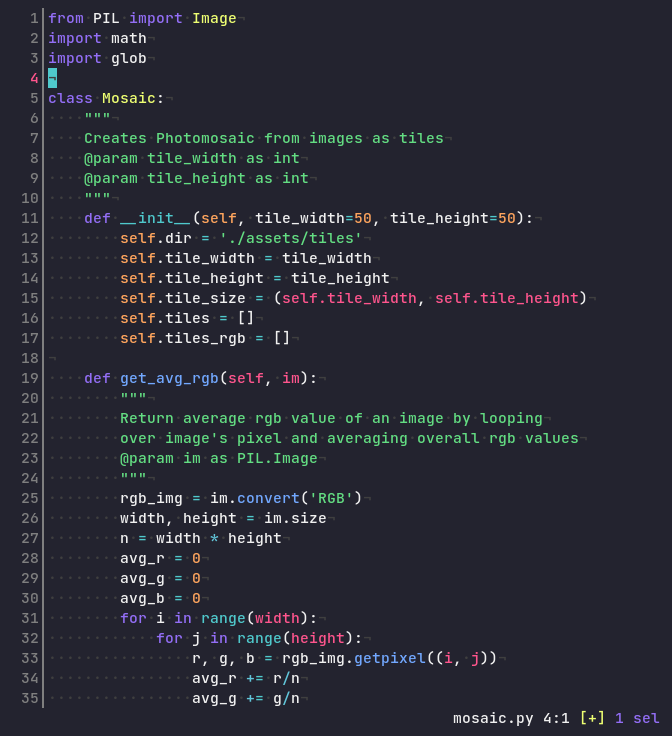 1 from PIL import Image¬
2 import math¬
3 import glob¬
4 ¬
5 class Mosaic:¬
6 ····"""¬
7 ····Creates·Photomosaic·from·images·as·tiles¬
8 ····@param·tile_width·as·int¬
9 ····@param·tile_height·as·int¬
10 ····"""¬
11 ····def·__init__(self,·tile_width=50,·tile_height=50):¬
12 ········self.dir·=·'./assets/tiles'¬
13 ········self.tile_width·=·tile_width¬
14 ········self.tile_height·=·tile_height¬
15 ········self.tile_size·=·(self.tile_width,·self.tile_height)¬
16 ········self.tiles·=·[]¬
17 ········self.tiles_rgb·=·[]¬
18 ¬
19 ····def·get_avg_rgb(self,·im):¬
20 ········"""¬
21 ········Return·average·rgb·value·of·an·image·by·looping¬
22 ········over·image's·pixel·and·averaging·overall·rgb·values¬
23 ········@param·im·as·PIL.Image¬
24 ········"""¬
25 ········rgb_img·=·im.convert('RGB')¬
26 ········width,·height·=·im.size¬
27 ········n·=·width·*·height¬
28 ········avg_r·=·0¬
29 ········avg_g·=·0¬
30 ········avg_b·=·0¬
31 ········for·i·in·range(width):¬
32 ············for·j·in·range(height):¬
33 ················r,·g,·b·=·rgb_img.getpixel((i,·j))¬
34 ················avg_r·+=·r/n¬
35 ················avg_g·+=·g/n¬
mosaic.py 4:1 [+] 1 sel